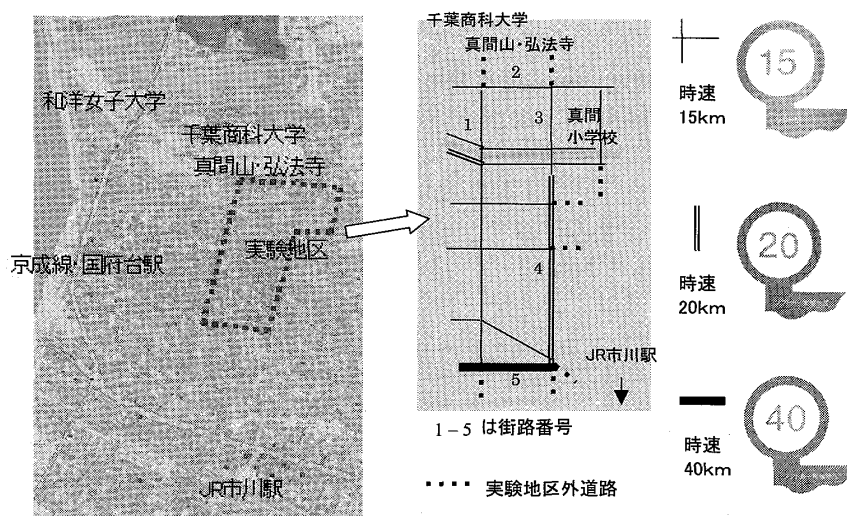 和洋女子大学
千葉商科大学
真間山・弘法寺
実験地区
京成線・国府台駅
JR市川駅
千葉商科大学
真間山・弘法寺
2
1
3
真間
小学校
4
JR市川駅
5
1－5 は街路番号
実験地区外道路
時速
15km
15
時速
20km
20
時速
40km
40